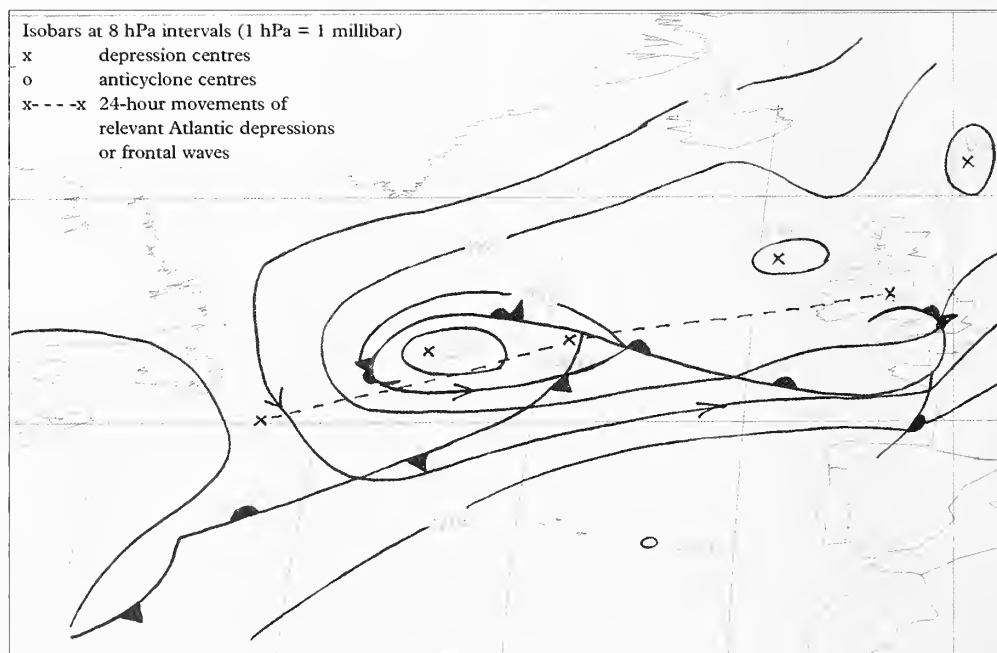 Isobars at 8 hPa intervals (1 hPa = 1 millibar)
x depression centres
o anticyclone centres
x- - - -x 24-hour movements of
relevant Atlantic depressions
or frontal waves